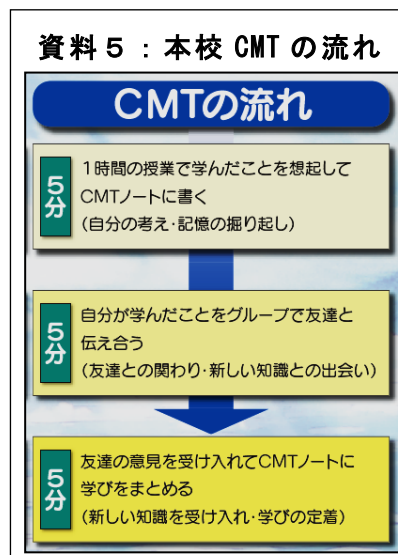 資料５：本校 CMT の流れ
CMTの流れ
5分
１時間の授業で学んだことを想起して
CMTノートに書く
(自分の考え・記憶の掘り起し)
5分
自分が学んだことをグループで友達と
伝え合う
(友達との関わり・新しい知識との出会い)
5分
友達の意見を受け入れてCMTノートに
学びをまとめる
(新しい知識を受け入れ・学びの定着)